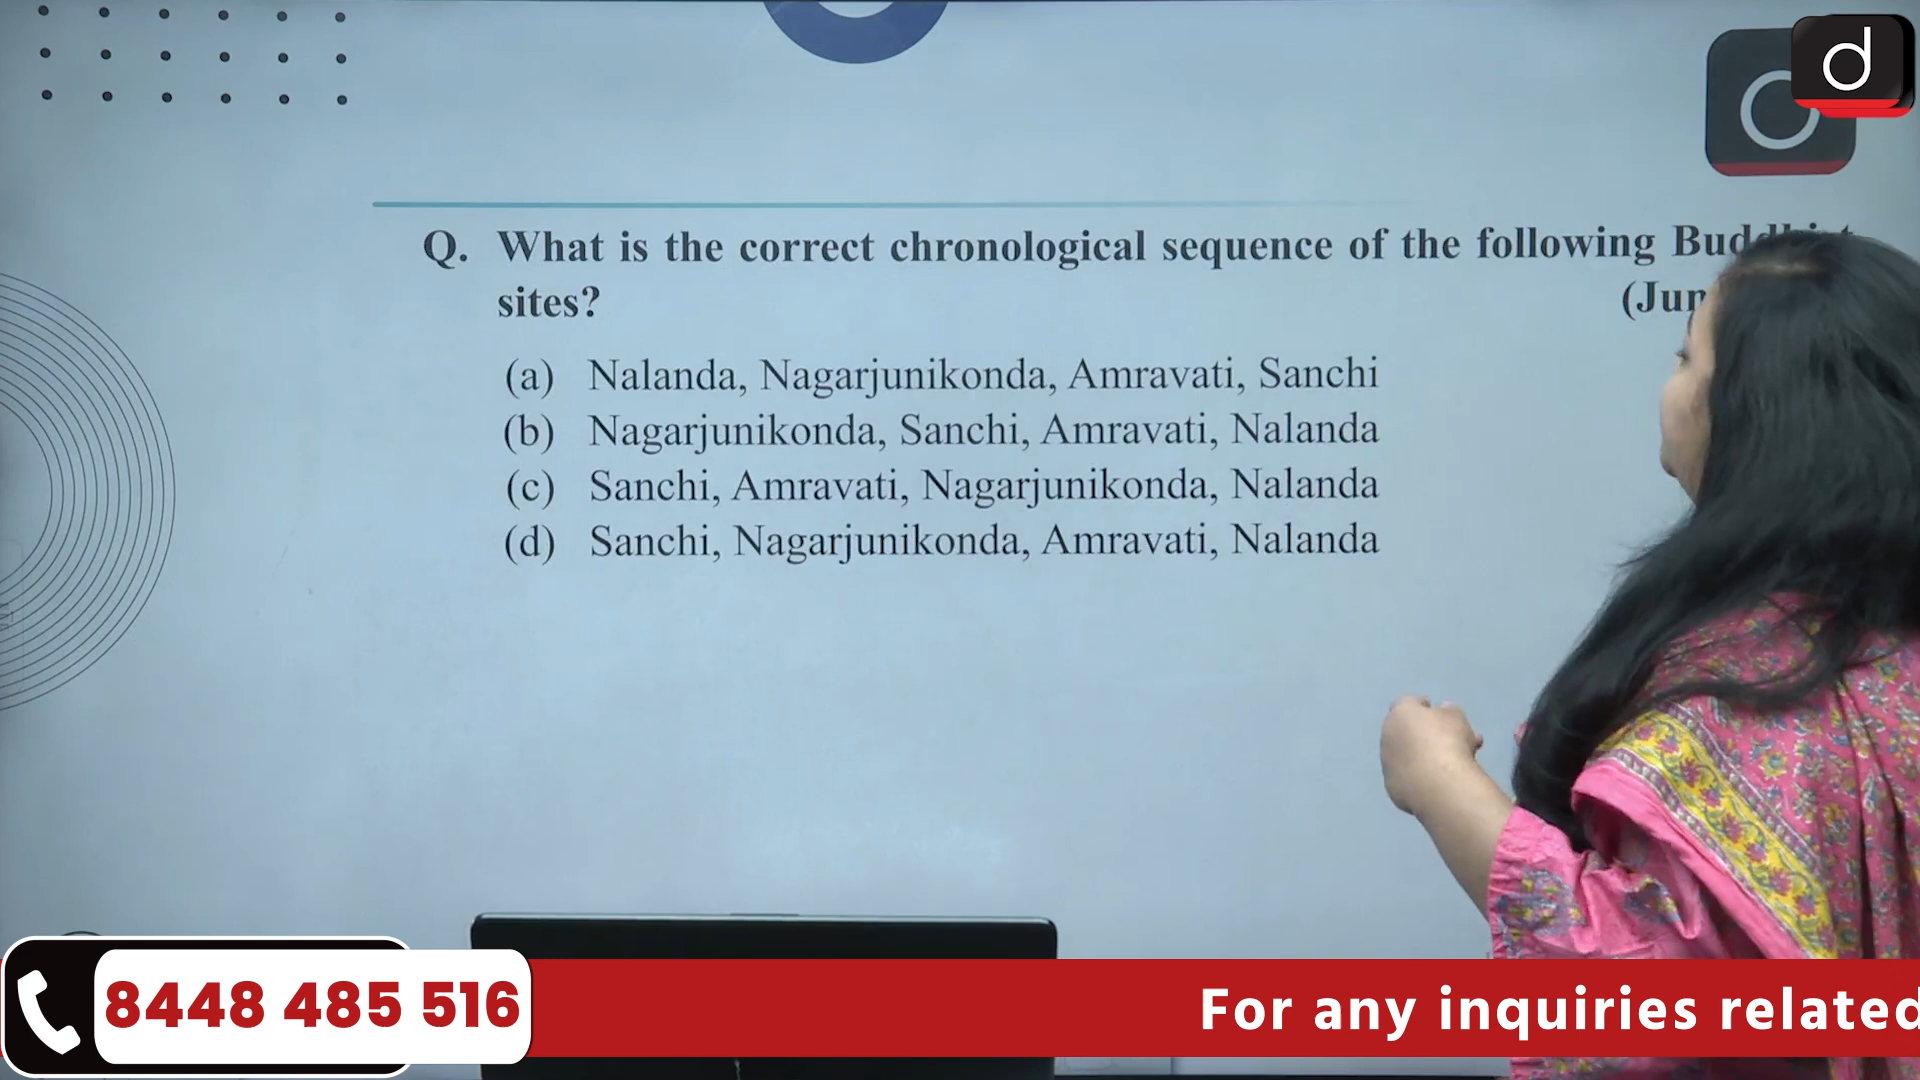 d
Q. What is the correct chronological sequence of the following
sites?
(a) Nalanda, Nagarjunikonda, Amravati, Sanchi
(b) Nagarjunikonda, Sanchi, Amravati, Nalanda
(c) Sanchi, Amravati, Nagarjunikonda, Nalanda
(d) Sanchi, Nagarjunikonda, Amravati, Nalanda
8448 485 516
For any inquiries related